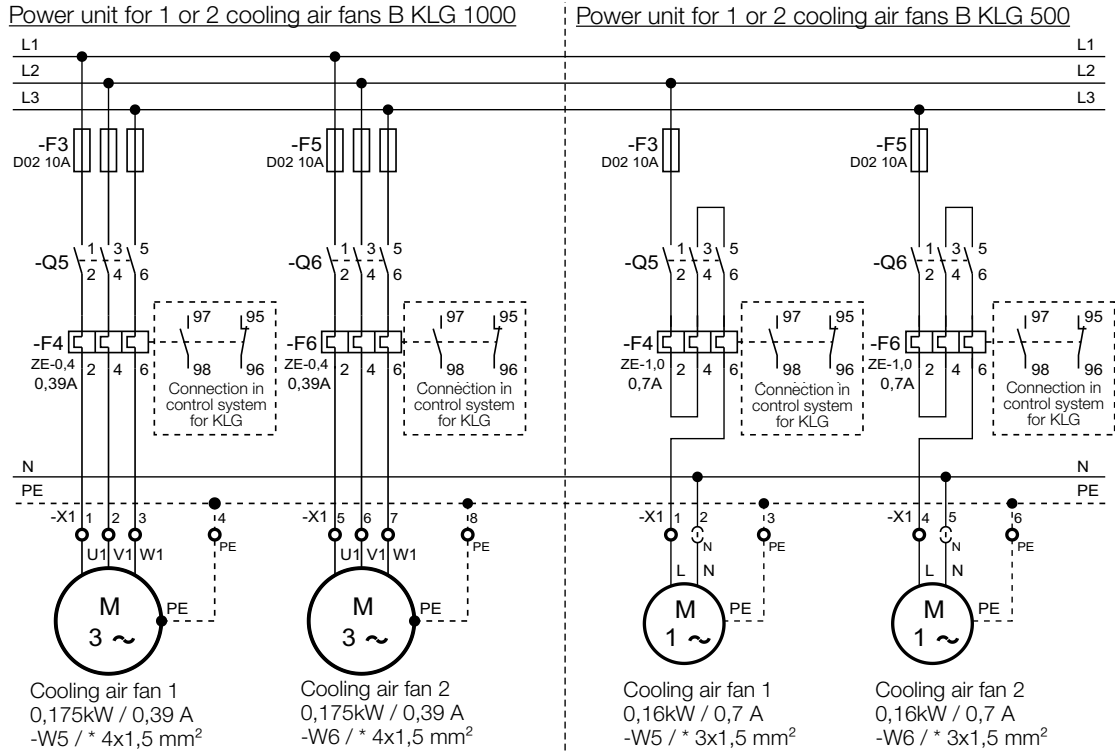 Power unit for 1 or 2 cooling air fans B KLG 1000
Power unit for 1 or 2 cooling air fans B KLG 500
L1 L1
L2 L2
L3 L3
-F3
D02 10A
-F5
D02 10A
-F3
D02 10A
-F5
D02 10A
-Q5 1 3 5
2 4 6
-Q6 1 3 5
2 4 6
-Q5 1 3 5
2 4 6
-Q6 1 3 5
2 4 6
-F4
ZE-0,4
0,39A
2 4 6
97 95
98 96
Connection in
control system
for KLG
-F6
ZE-0,4
0,39A
2 4 6
97 95
98 96
Connection in
control system
for KLG
-F4
ZE-1,0
0,7A
2 4 6
97 95
98 96
Connection in
control system
for KLG
-F6
ZE-1,0
0,7A
2 4 6
97 95
98 96
Connection in
control system
for KLG
N N
PE PE
-X1 1 2 3 4
PE
U1 V1 W1
M
3 ~
PE
-X1 5 6 7 8
PE
U1 V1 W1
M
3 ~
PE
-X1 1 2 3
N PE
L N
M
1 ~
PE
-X1 4 5 6
N PE
L N
M
1 ~
PE
Cooling air fan 1
0,175kW / 0,39 A
-W5 / * 4x1,5 mm²
Cooling air fan 2
0,175kW / 0,39 A
-W6 / * 4x1,5 mm²
Cooling air fan 1
0,16kW / 0,7 A
-W5 / * 3x1,5 mm²
Cooling air fan 2
0,16kW / 0,7 A
-W6 / * 3x1,5 mm²